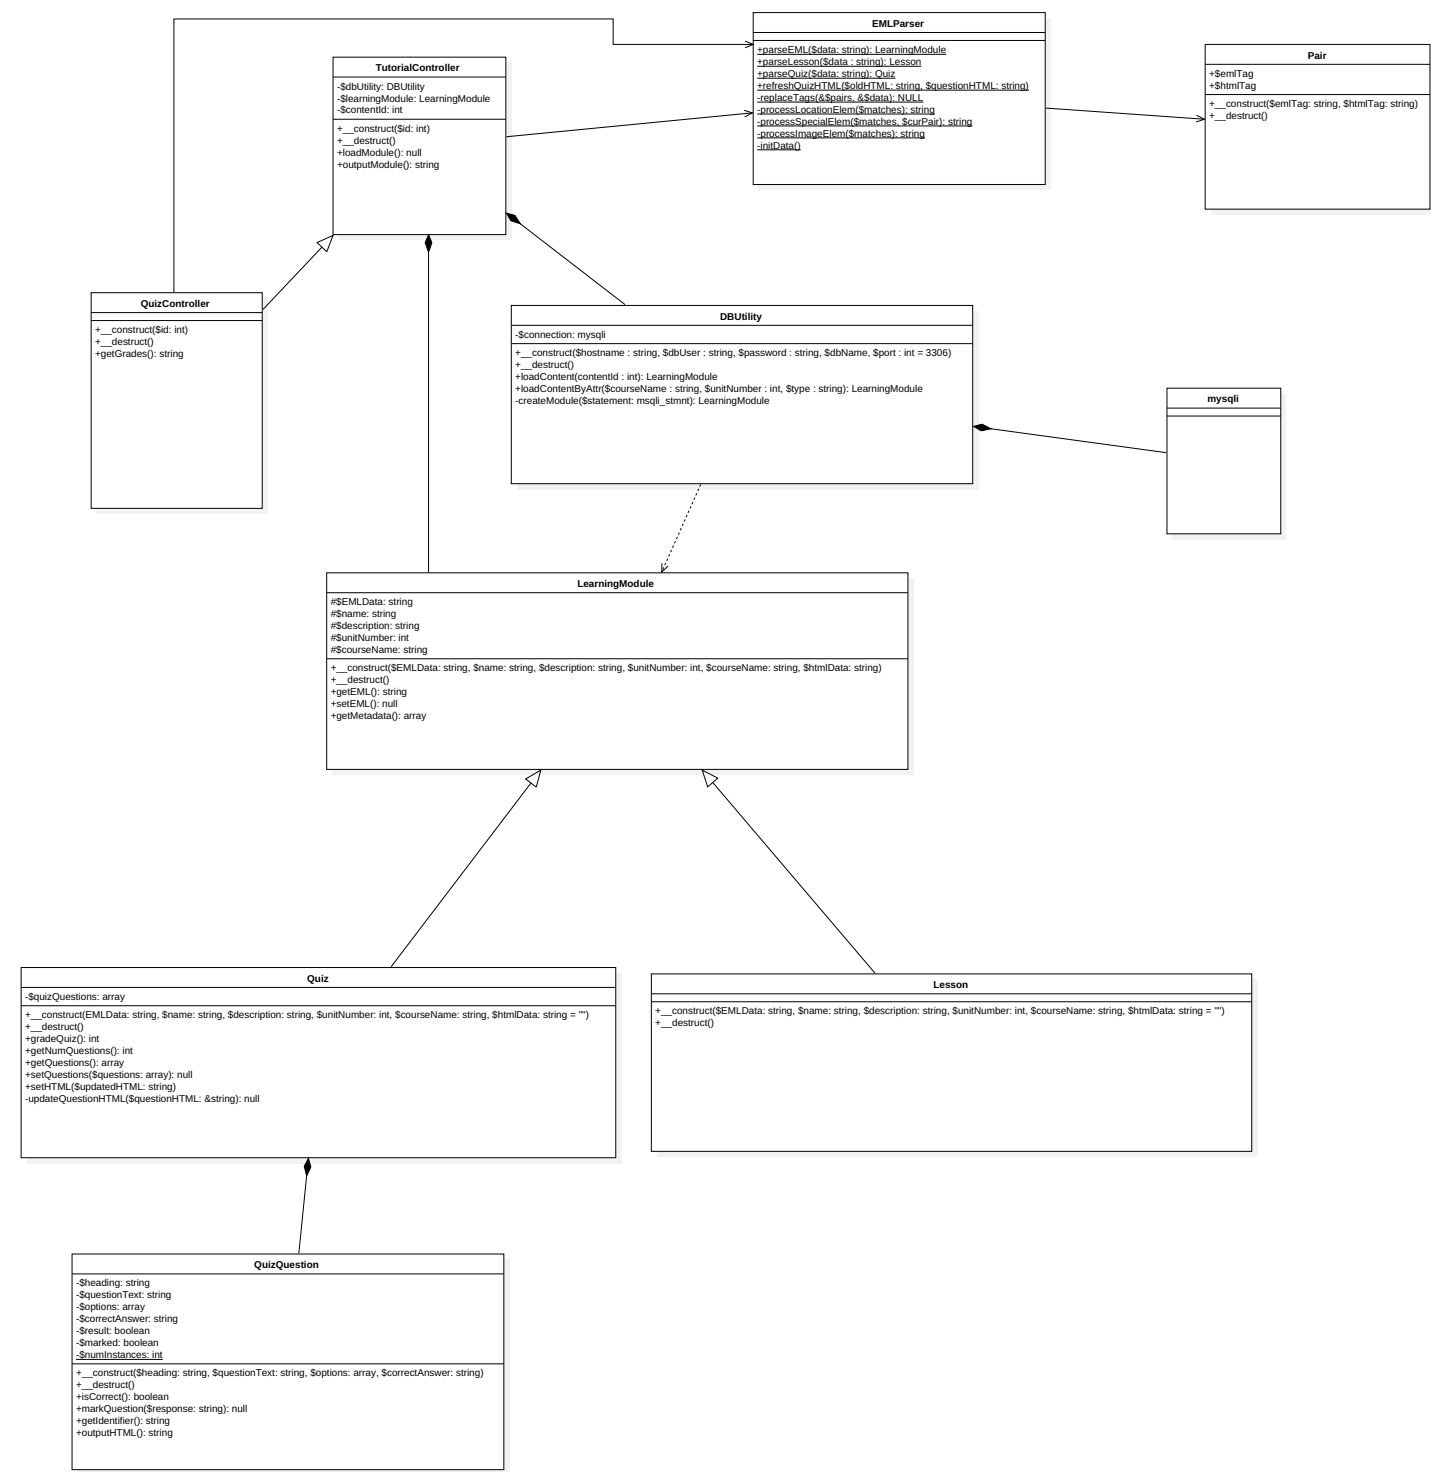 EMLParser
+parseEML($data: string): LearningModule
+parseLesson($data : string): Lesson
+parseQuiz($data: string): Quiz
+refreshQuizHTML($oldHTML: string, $questionHTML: string)
-replaceTags(&$pairs, &$data): NULL
-processLocationElem($matches): string
-processSpecialElem($matches, $curPair): string
-processImageElem($matches): string
-initData()
Pair
+$emlTag
+$htmlTag
+__construct($emlTag: string, $htmlTag: string)
+__destruct()
TutorialController
-$dbUtility: DBUtility
-$learningModule: LearningModule
-$contentId: int
+__construct($id: int)
+__destruct()
+loadModule(): null
+outputModule(): string
QuizController
+__construct($id: int)
+__destruct()
+getGrades(): string
DBUtility
-$connection: mysqli
+__construct($hostname : string, $dbUser : string, $password : string, $dbName, $port : int = 3306)
+__destruct()
+loadContent(contentId : int): LearningModule
+loadContentByAttr($courseName : string, $unitNumber : int, $type : string): LearningModule
-createModule($statement: msqli_stmnt): LearningModule
mysqli
LearningModule
#$EMLData: string
#$name: string
#$description: string
#$unitNumber: int
#$courseName: string
+__construct($EMLData: string, $name: string, $description: string, $unitNumber: int, $courseName: string, $htmlData: string)
+__destruct()
+getEML(): string
+setEML(): null
+getMetadata(): array
Quiz
-$quizQuestions: array
+__construct(EMLData: string, $name: string, $description: string, $unitNumber: int, $courseName: string, $htmlData: string = "")
+__destruct()
+gradeQuiz(): int
+getNumQuestions(): int
+getQuestions(): array
+setQuestions($questions: array): null
+setHTML($updatedHTML: string)
-updateQuestionHTML($questionHTML: &string): null
Lesson
+__construct($EMLData: string, $name: string, $description: string, $unitNumber: int, $courseName: string, $htmlData: string = "")
+__destruct()
QuizQuestion
-$heading: string
-$questionText: string
-$options: array
-$correctAnswer: string
-$result: boolean
-$marked: boolean
-$numInstances: int
+__construct($heading: string, $questionText: string, $options: array, $correctAnswer: string)
+__destruct()
+isCorrect(): boolean
+markQuestion($response: string): null
+getIdentifier(): string
+outputHTML(): string